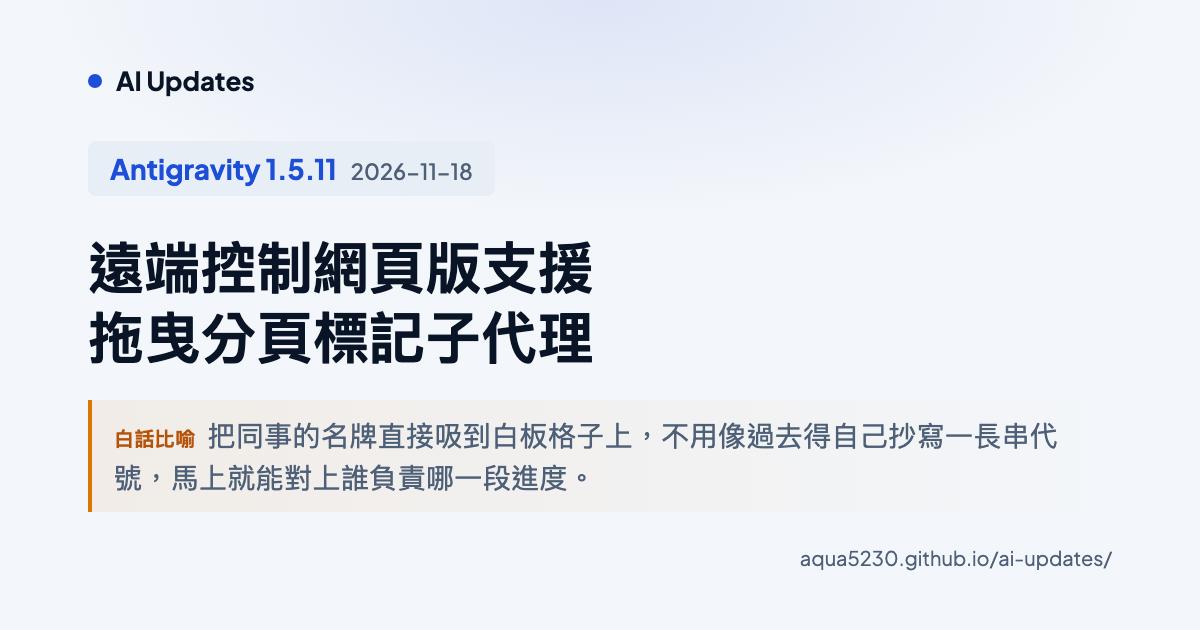 AI Updates
Antigravity 1.5.11 2026-11-18
遠端控制網頁版支援
拖曳分頁標記子代理
白話比喻 把同事的名牌直接吸到白板格子上，不用像過去得自己抄寫一長串代
號，馬上就能對上誰負責哪一段進度。
aqua5230.github.io/ai-updates/